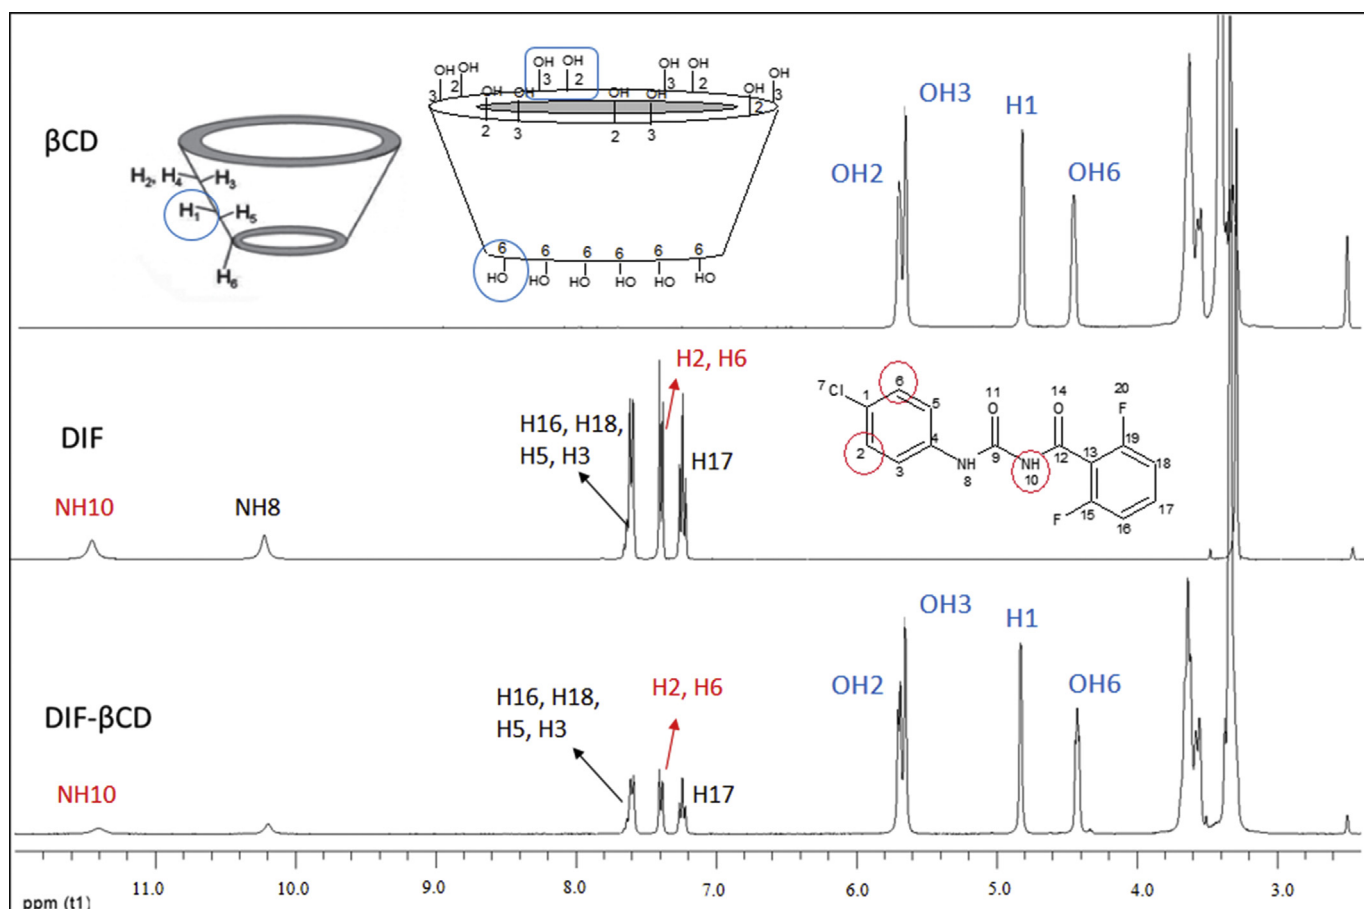 βCD
H2, H4
H3
H1
H5
H6
OH
OH
3
2
OH
OH
3
2
OH
OH
3
2
OH
3
OH
2
OH
OH
OH
OH
2
3
2
3
6
6
6
6
6
6
HO
HO
HO
HO
HO
HO
OH2
OH3
H1
OH6
DIF
NH10
NH8
H16, H18,
H5, H3
H2, H6
H17
7
Cl
1
6
5
2
3
4
NH
8
11
O
9
NH
10
14
O
12
13
20
F
19
18
17
16
15
F
DIF-βCD
NH10
H16, H18,
H5, H3
H2, H6
H17
OH2
OH3
H1
OH6
11.0
10.0
9.0
8.0
7.0
6.0
5.0
4.0
3.0
ppm (t1)